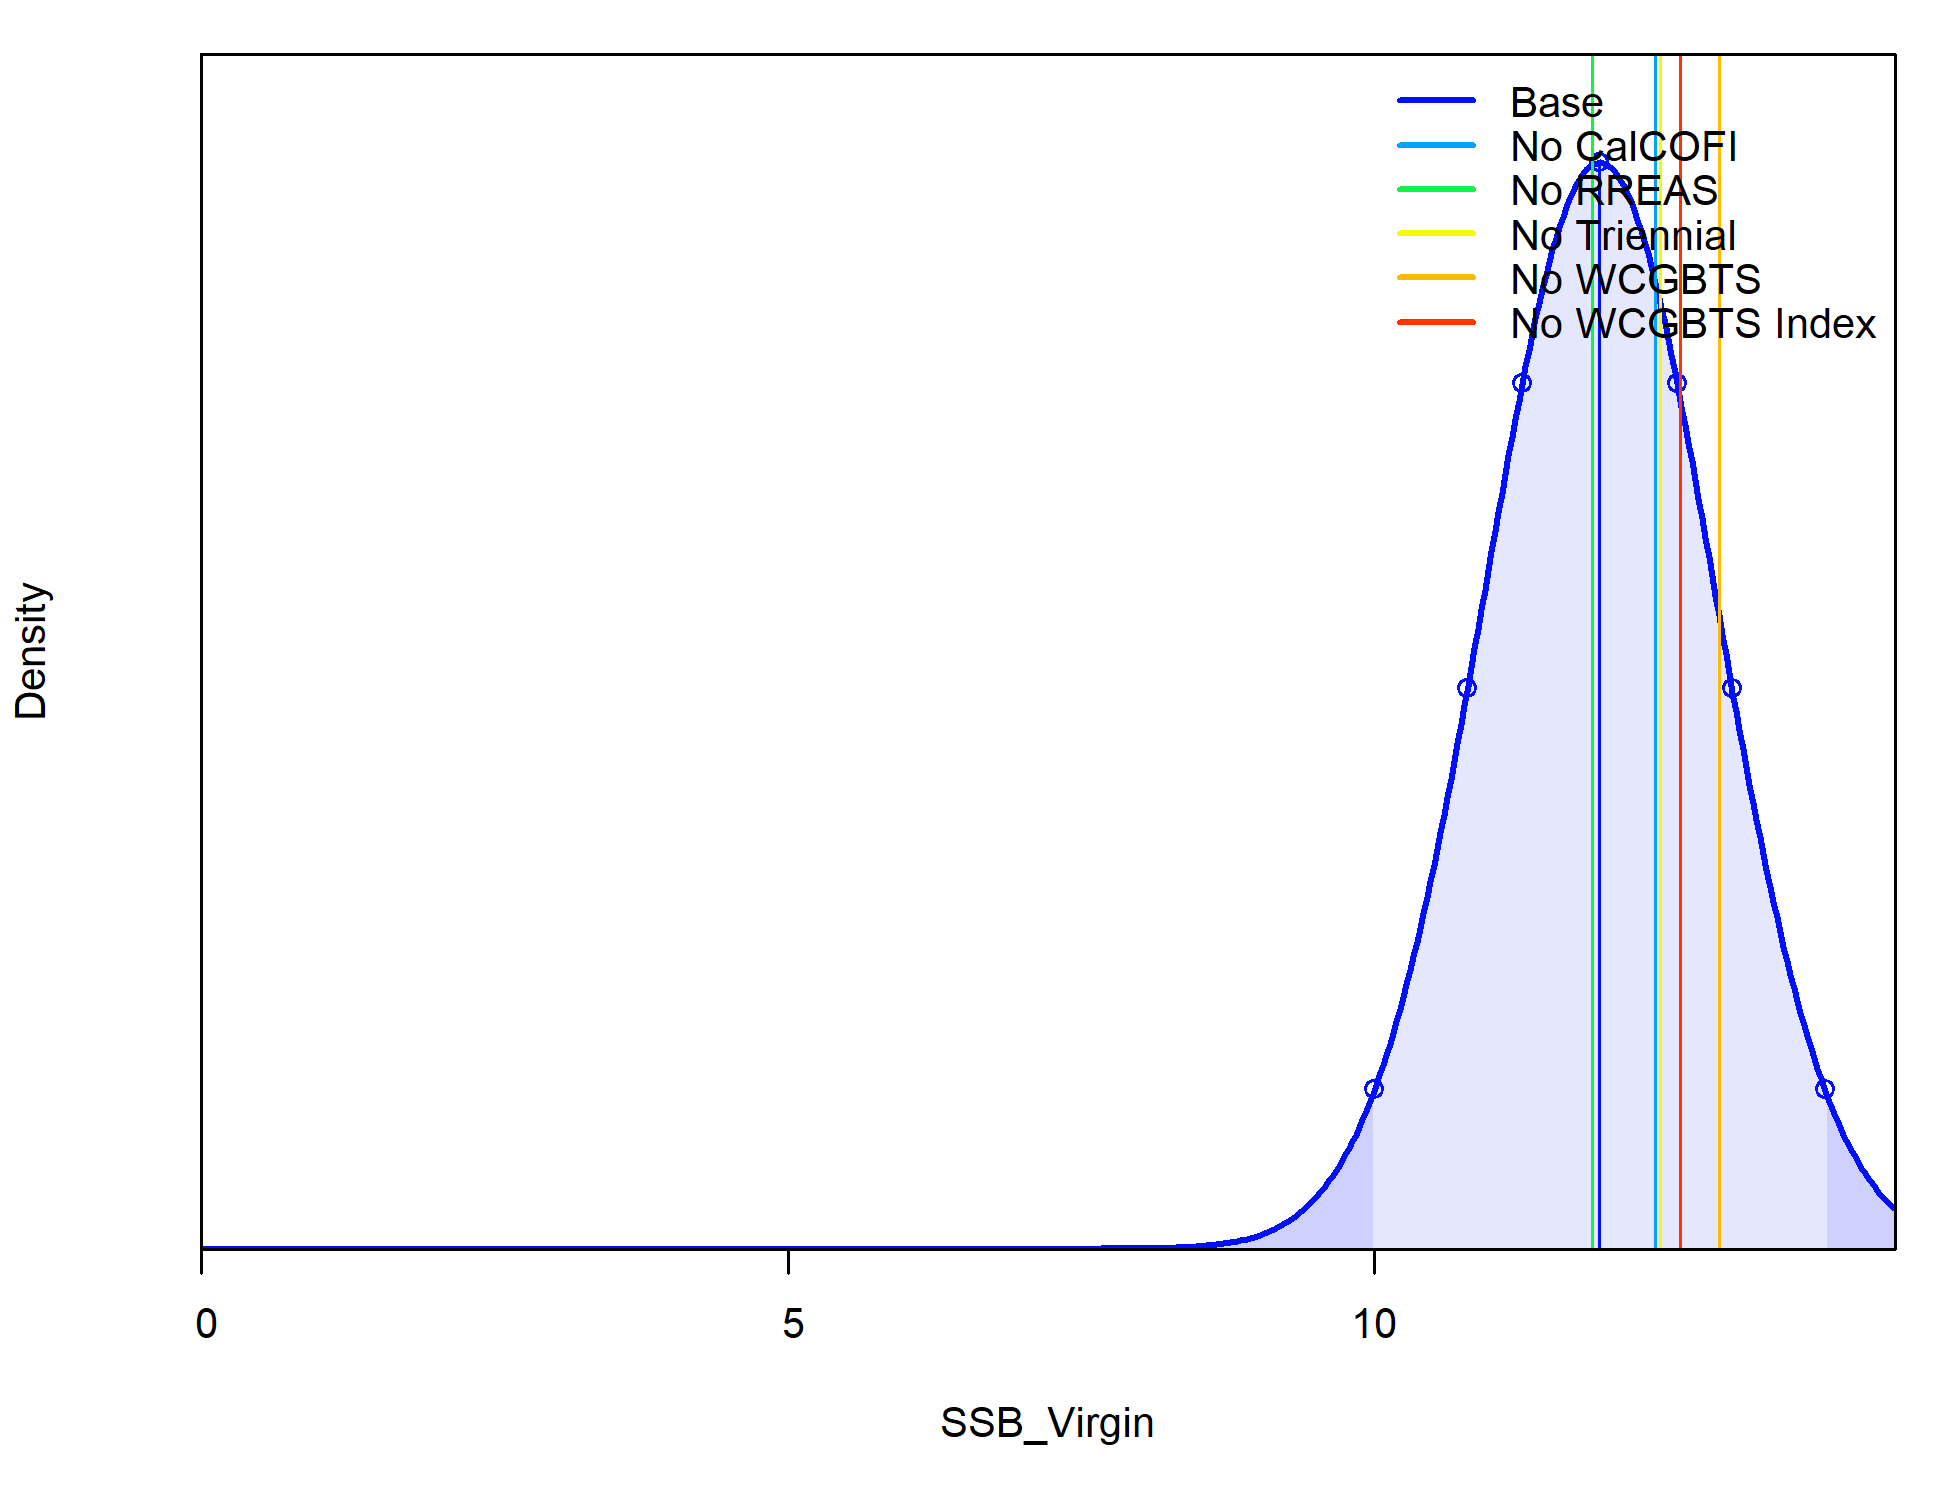 Base
No CalCOFI
No RREAS
No Triennial
No WCGBTS
No WCGBTS Index
Density
0 5 10
SSB_Virgin